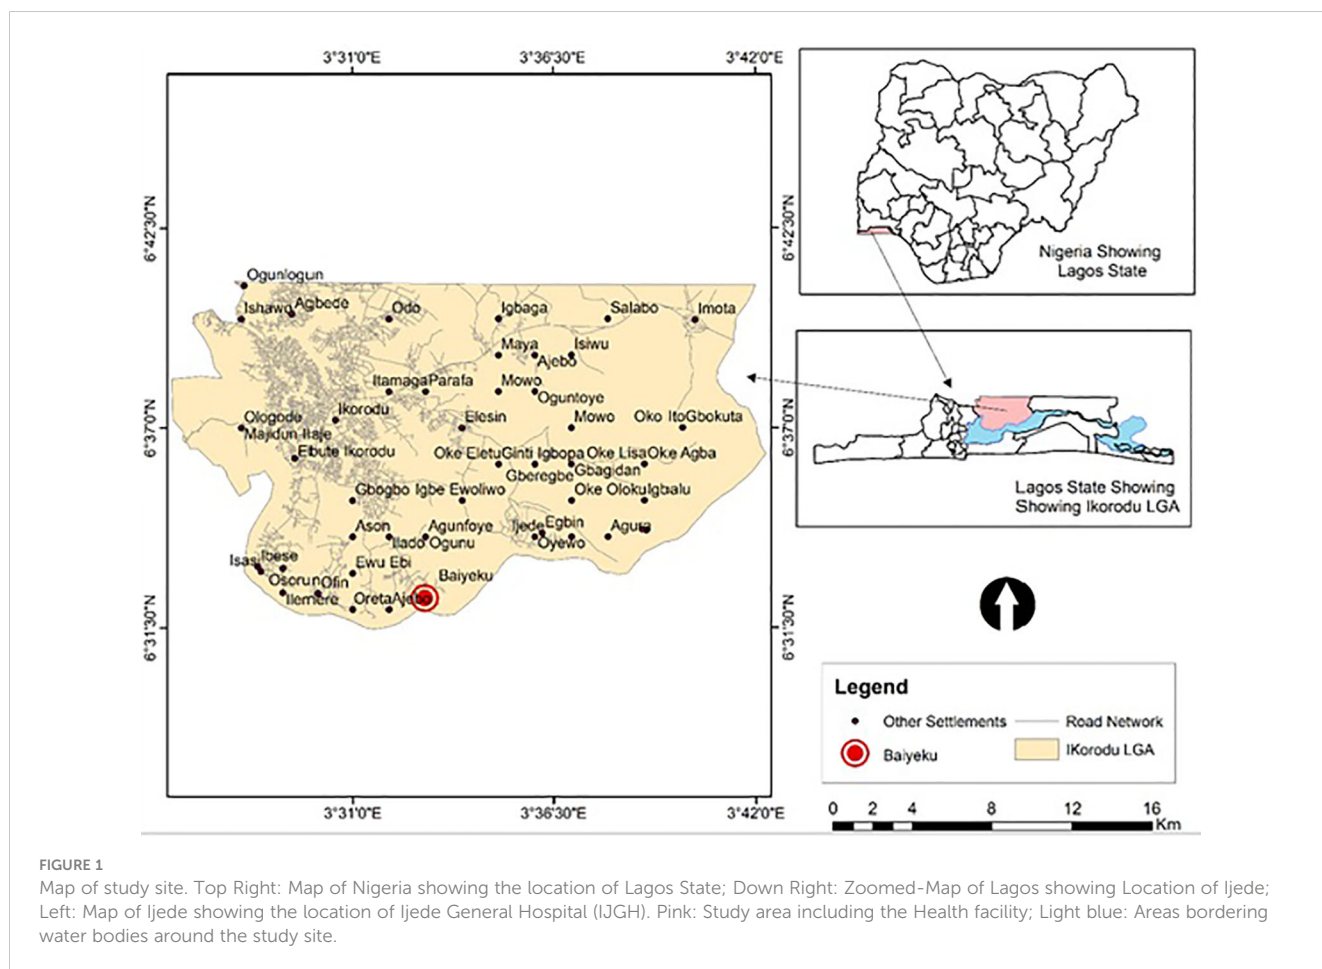 3°31'0"E
3°36'30"E
3°42'0"E
6°42'30"N
6°42'30"N
Nigeria Showing
Lagos State
Ogunlogun
Ishawo
Agbede
Odo
Igbaga
Salabo
Imota
Maya
Ajebo
Isiwu
Itamaga
Parafa
Mowo
Oguntoye
Ologode
Ikorodu
Elesin
Mowo
Oko Ito
Gbokuta
6°37'0"N
6°37'0"N
Majidun Ilaje
Ebute Ikorodu
Oke Eletu
Ginti
Igbopa
Oke Lisa
Oke Agba
Gberegbe
Gbagidan
Gbogbo
Igbe
Ewoliwo
Oke Oloku
Igbalu
Lagos State Showing
Showing Ikorodu LGA
Ason
Agunfoye
Ijede
Egbin
Agura
Ilado
Ogunu
Oyewo
Isasi
Ibese
Ewu Ebi
Baiyeku
Osorun
Ofin
Ilemere
Oreta
Ajebo
6°31'30"N
6°31'30"N
Legend
Other Settlements
Road Network
Baiyeku
IKorodu LGA
3°31'0"E
3°36'30"E
3°42'0"E
0 2 4 8 12 16
Km
FIGURE 1
Map of study site. Top Right: Map of Nigeria showing the location of Lagos State; Down Right: Zoomed-Map of Lagos showing Location of Ijede;
Left: Map of Ijede showing the location of Ijede General Hospital (IJGH). Pink: Study area including the Health facility; Light blue: Areas bordering
water bodies around the study site.